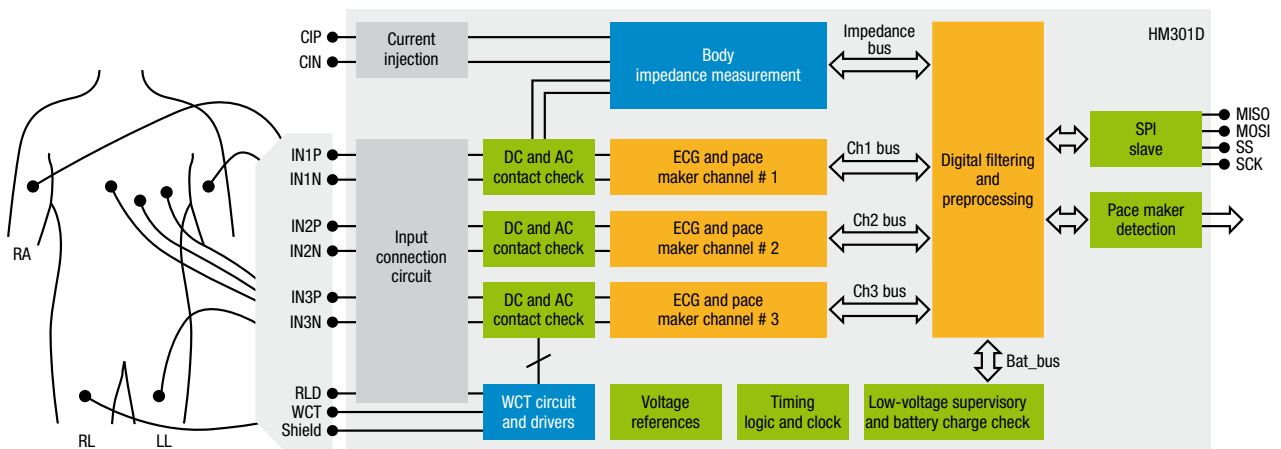 HM301D
CIP
CIN
Current
injection
Body
impedance measurement
Impedance
bus
IN1P
IN1N
IN2P
IN2N
IN3P
IN3N
RLD
WCT
Shield
Input
connection
circuit
DC and AC
contact check
ECG and pace
maker channel # 1
Ch1 bus
DC and AC
contact check
ECG and pace
maker channel # 2
Ch2 bus
DC and AC
contact check
ECG and pace
maker channel # 3
Ch3 bus
Digital filtering
and
preprocessing
SPI
slave
MISO
MOSI
SS
SCK
Pace maker
detection
Bat_bus
WCT circuit
and drivers
Voltage
references
Timing
logic and clock
Low-voltage supervisory
and battery charge check
RA
RL
LL